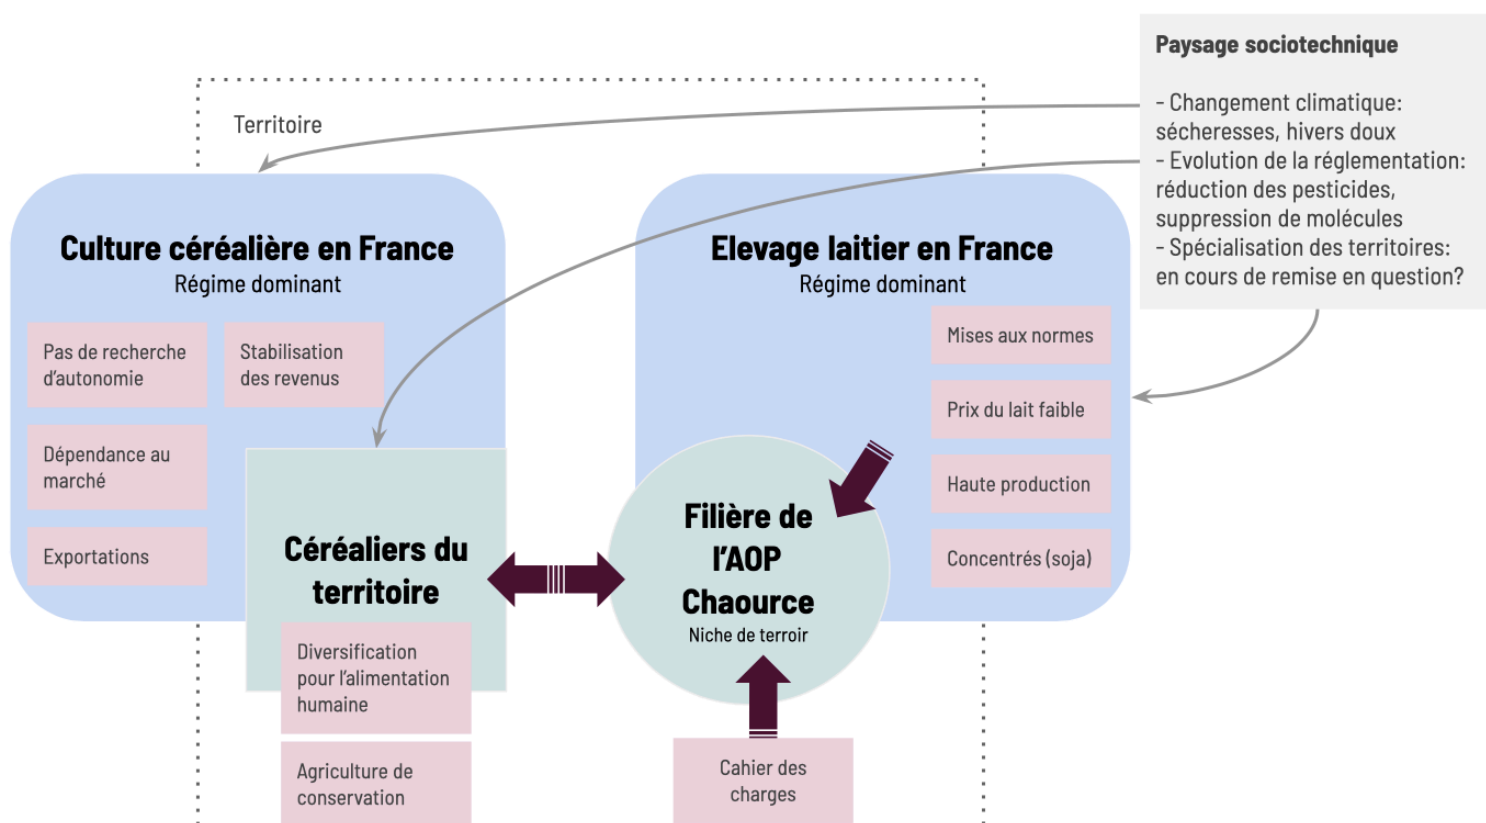 Paysage sociotechnique
- Changement climatique:
sécheresses, hivers doux
- Evolution de la réglementation:
réduction des pesticides,
suppression de molécules
- Spécialisation des territoires:
en cours de remise en question?
Territoire
Culture céréalière en France
Régime dominant
Pas de recherche
d’autonomie
Stabilisation
des revenus
Dépendance au
marché
Exportations
Céréaliers du
territoire
Diversification
pour l’alimentation
humaine
Agriculture de
conservation
Elevage laitier en France
Régime dominant
Mises aux normes
Prix du lait faible
Haute production
Concentrés (soja)
Filière de
l’AOP
Chaource
Niche de terroir
Cahier des
charges